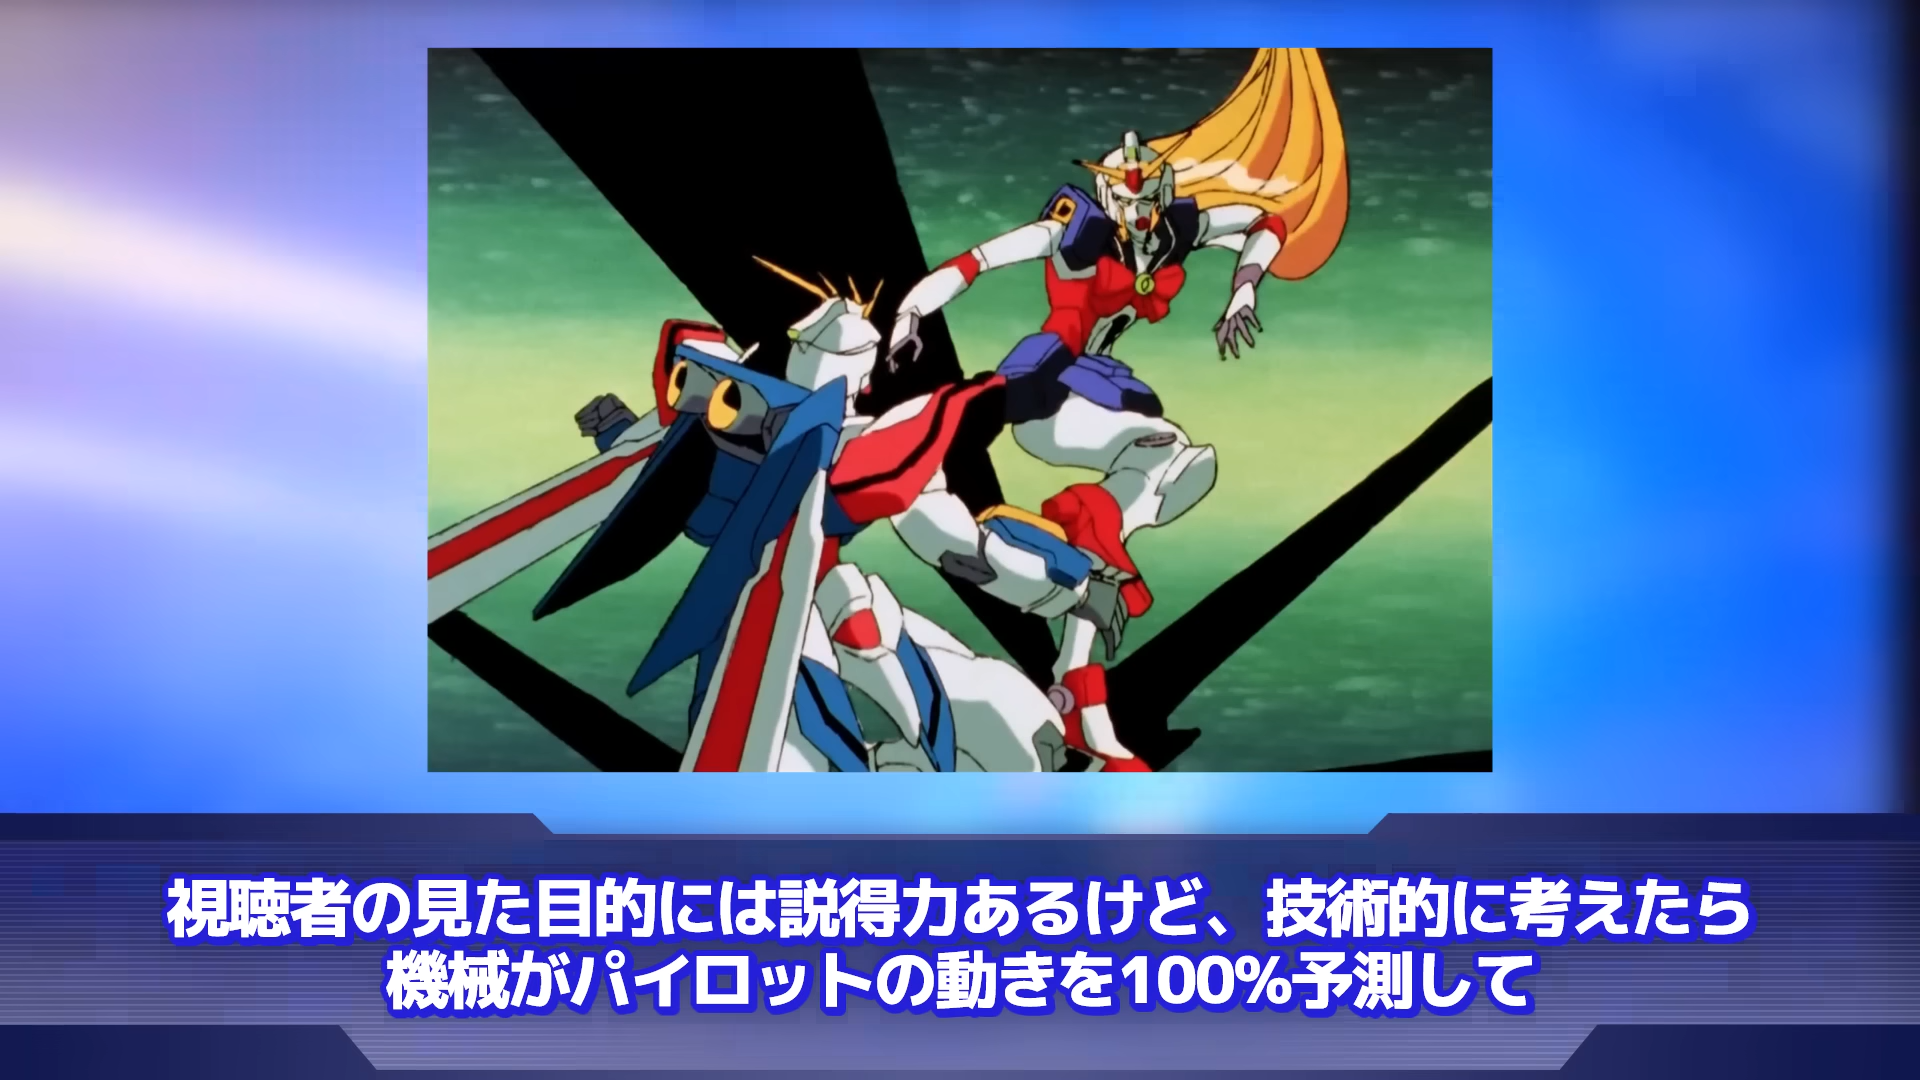 視聴者の見た目的には説得力あるけど、技術的に考えたら
機械がパイロットの動きを100%予測して